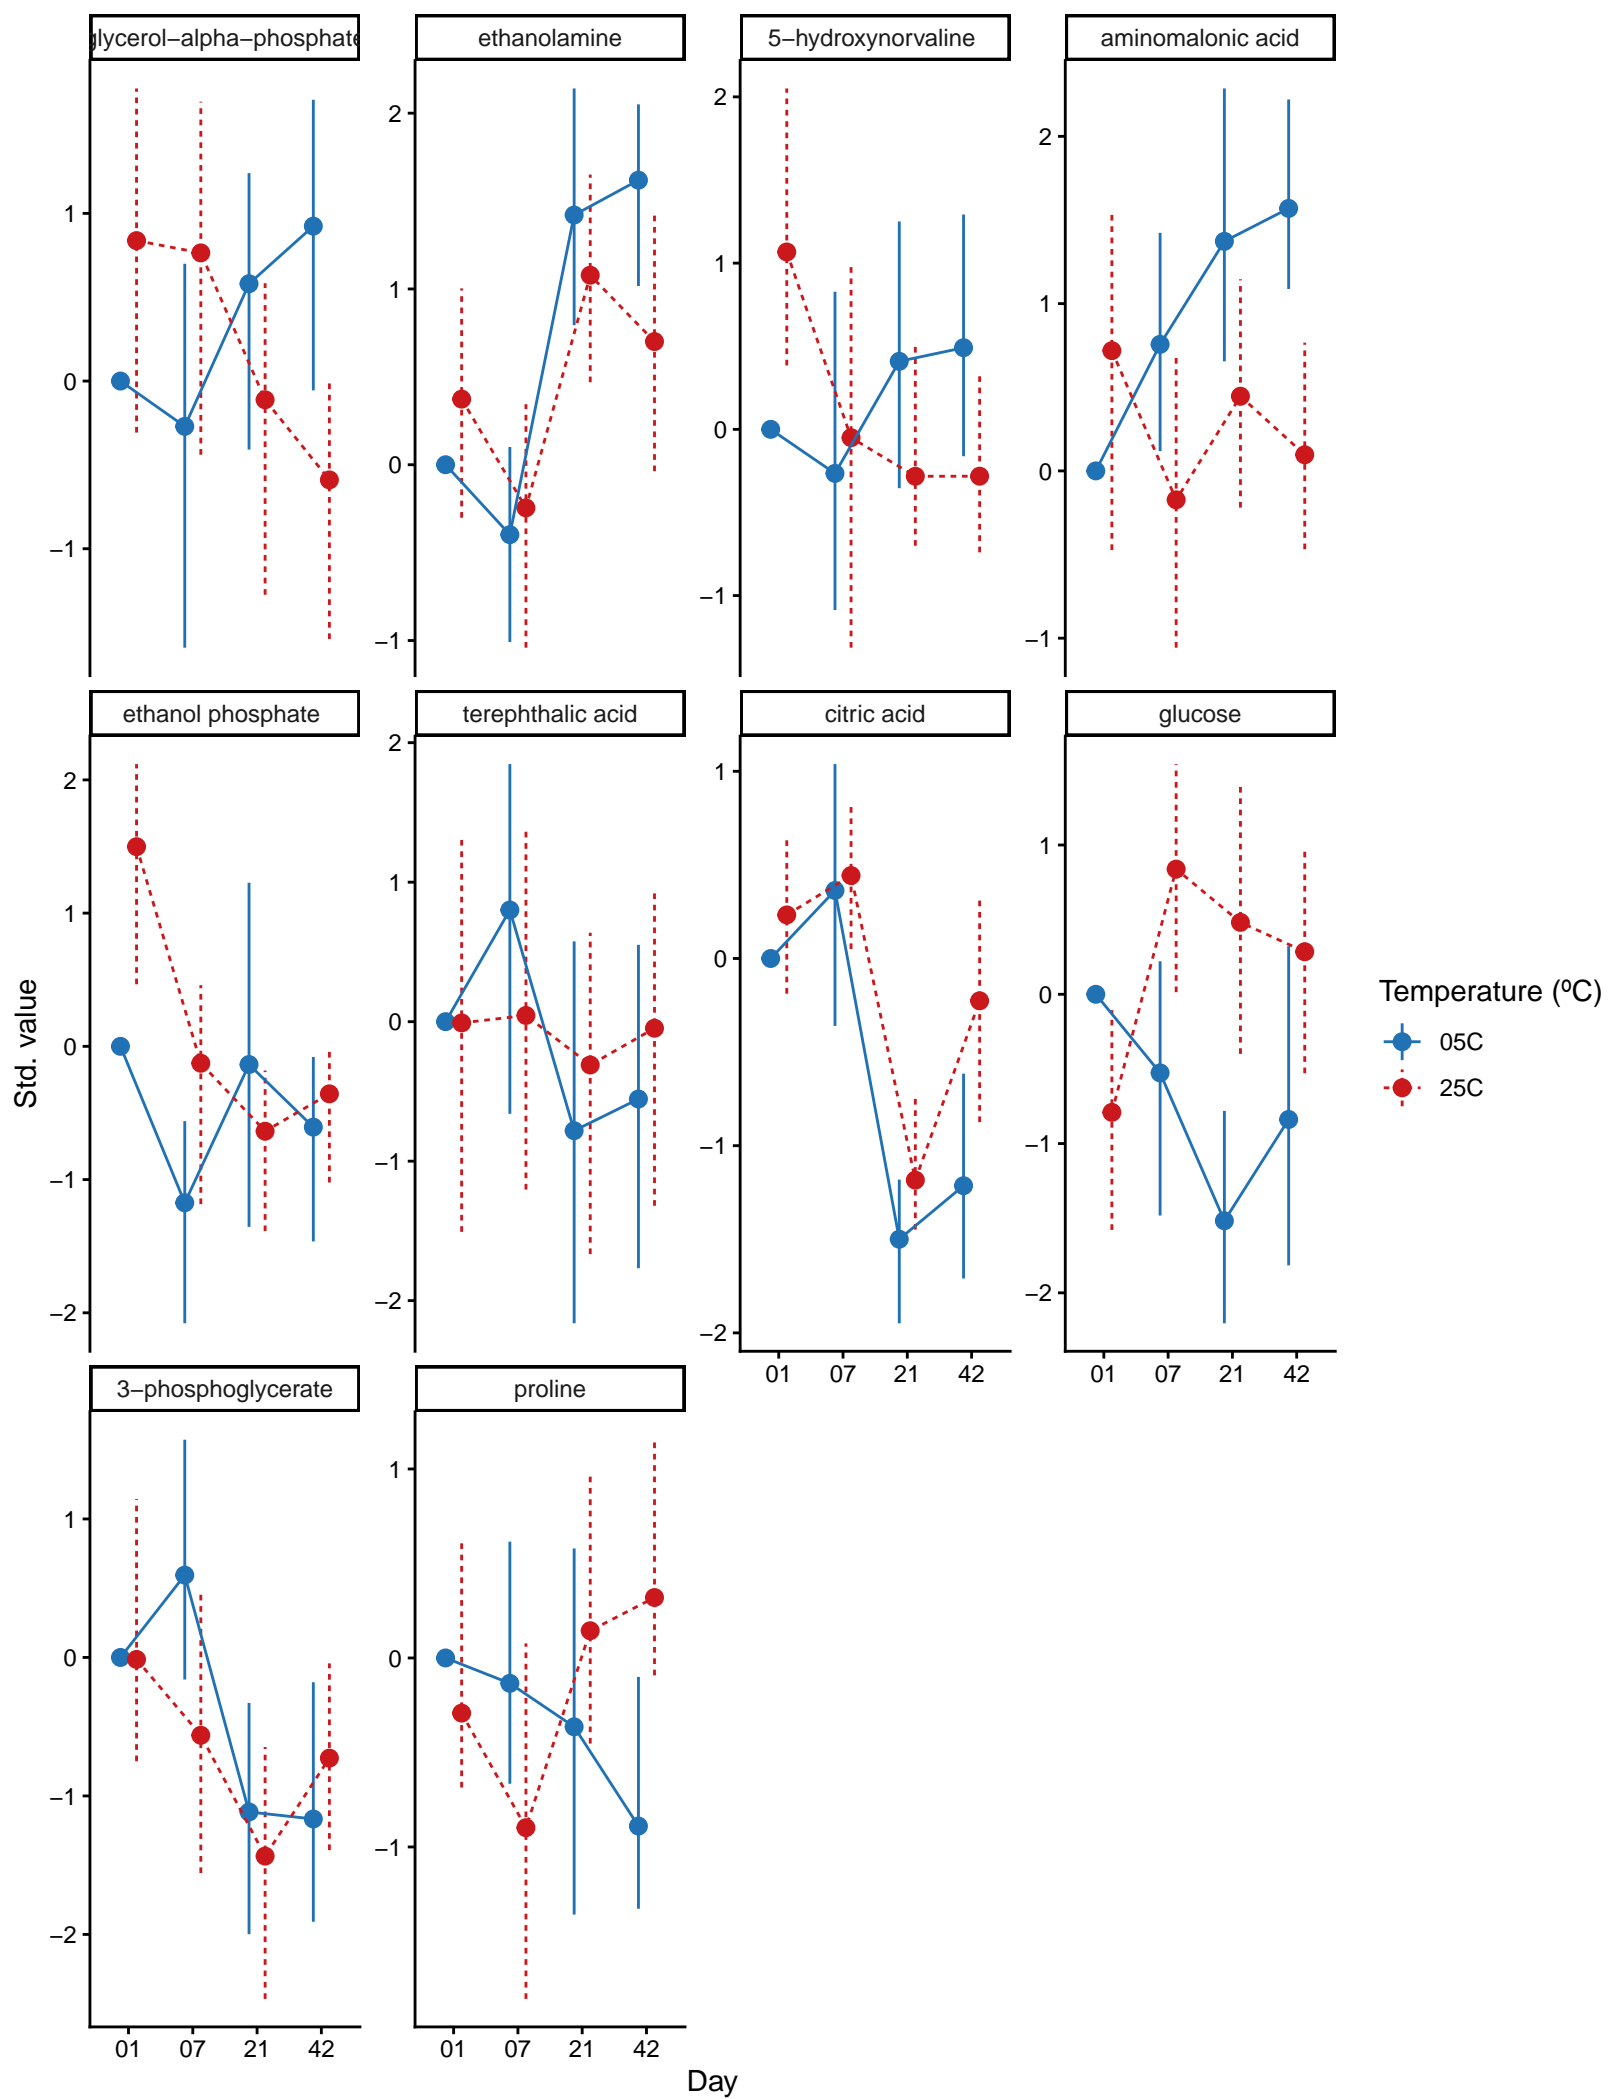 glycerol−alpha−phosphate
ethanolamine
5−hydroxynorvaline
aminomalonic acid
1
0
−1
2
1
0
−1
2
1
0
−1
2
1
0
−1
ethanol phosphate
terephthalic acid
citric acid
glucose
2
1
0
−1
−2
2
1
0
−1
−2
1
0
−1
−2
1
0
−1
−2
01 07 21 42
01 07 21 42
3−phosphoglycerate
proline
1
0
−1
−2
1
0
−1
01 07 21 42
01 07 21 42
Day
Std. value
Temperature (ºC)
05C
25C